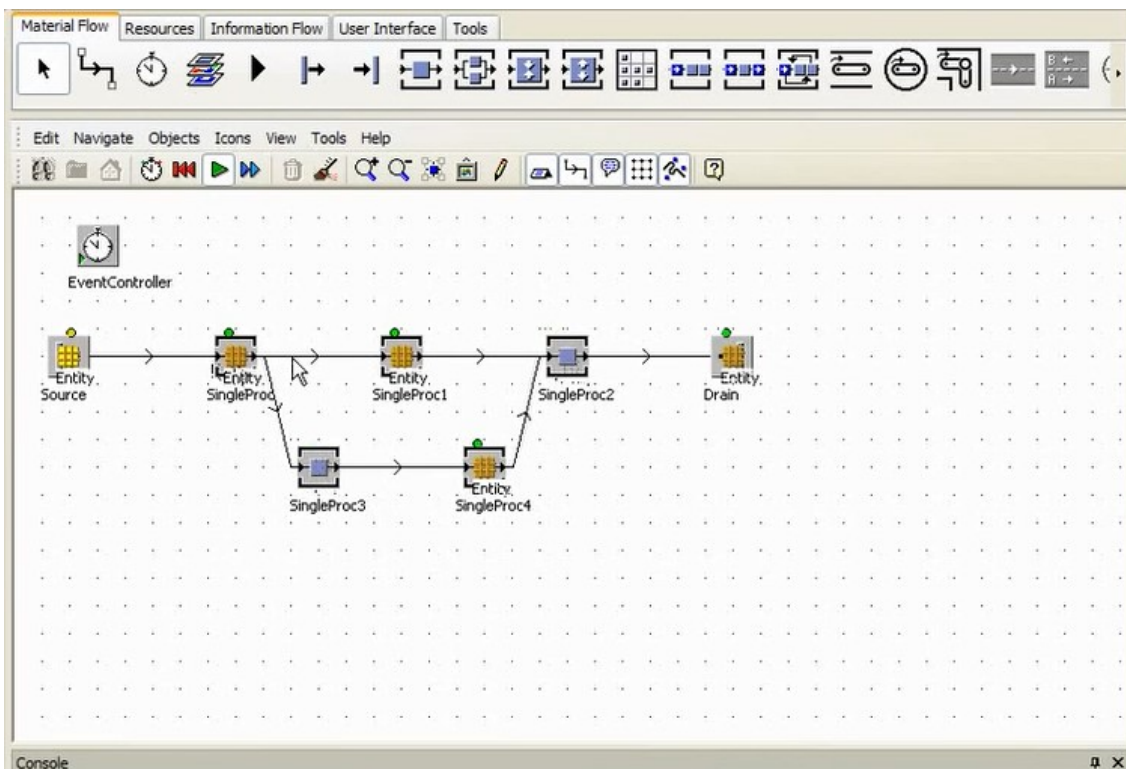 Material Flow Resources Information Flow User Interface Tools
B A
Edit Navigate Objects Icons View Tools Help
EventController
Entity Entity Entity Entity
Source SingleProc SingleProc1 SingleProc2 Drain
Entity
SingleProc3 SingleProc4
Console